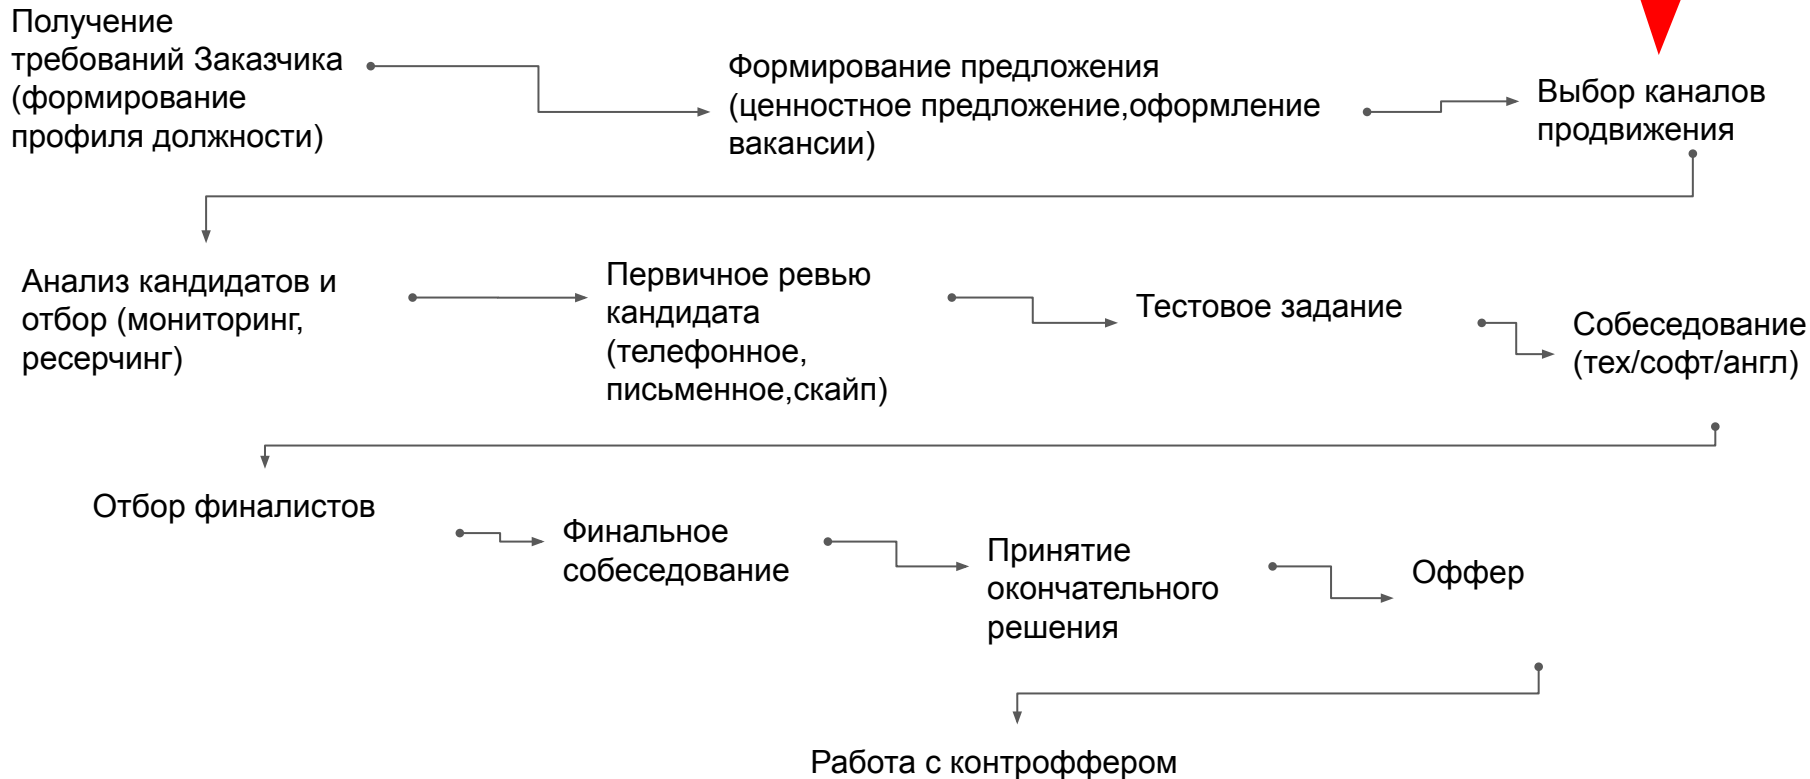 Получение
требований Заказчика
(формирование
профиля должности)
Формирование предложения
(ценностное предложение,оформление
вакансии)
Выбор каналов
продвижения
Анализ кандидатов и
отбор (мониторинг,
ресерчинг)
Первичное ревью
кандидата
(телефонное,
письменное,скайп)
Тестовое задание
Собеседование
(тех/софт/англ)
Отбор финалистов
Финальное
собеседование
Принятие
окончательного
решения
Оффер
Работа с контроффером